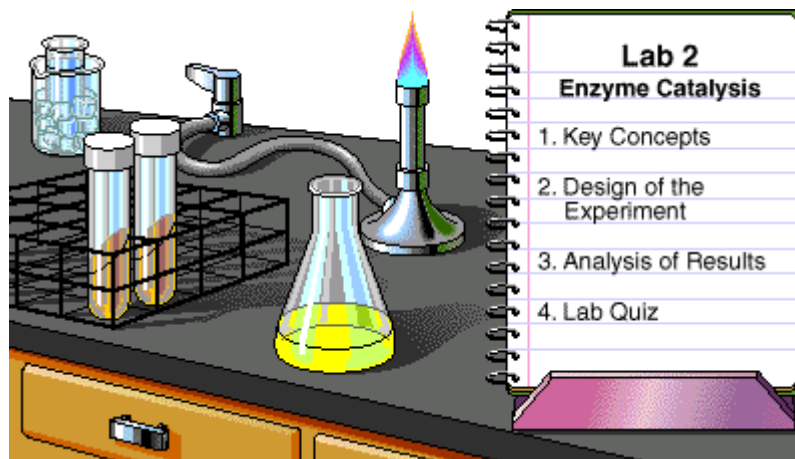 Lab 2
Enzyme Catalysis
1. Key Concepts
2. Design of the
Experiment
3. Analysis of Results
4. Lab Quiz